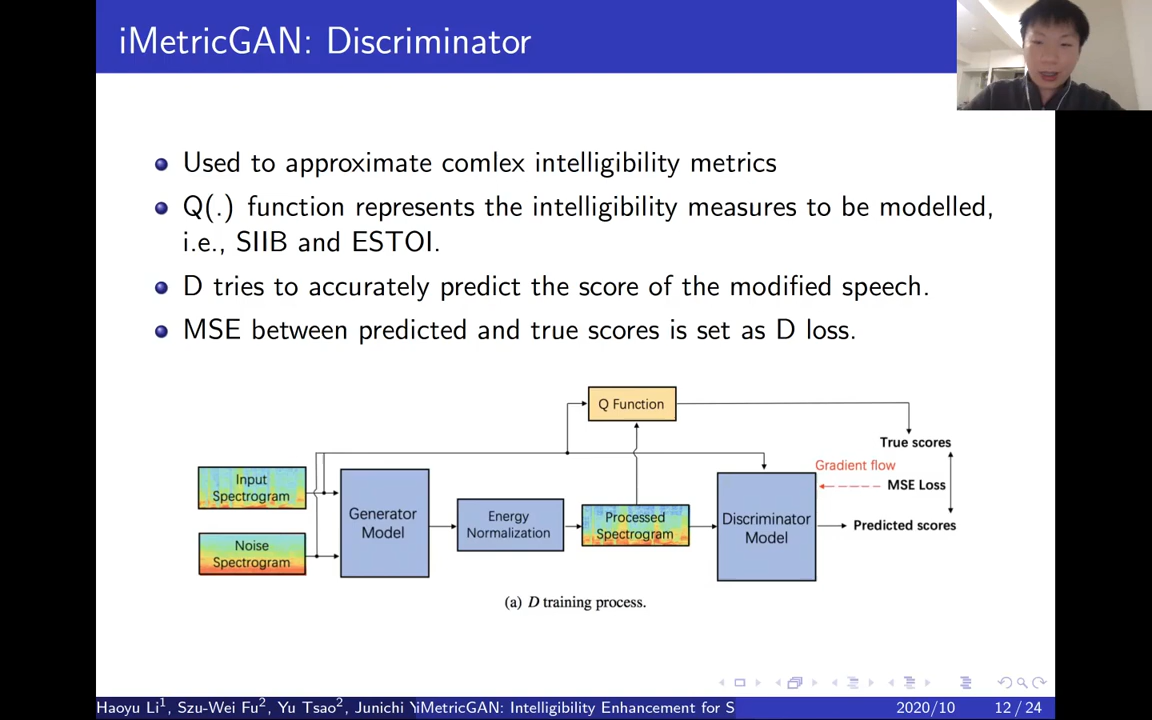 iMetricGAN: Discriminator
Used to approximate comlex intelligibility metrics
Q(.) function represents the intelligibility measures to be modelled,
i.e., SIIB and ESTOI.
D tries to accurately predict the score of the modified speech.
MSE between predicted and true scores is set as D loss.
Q Function
True scores
Gradient flow
MSE Loss
Predicted scores
Input
Spectrogram
Noise
Spectrogram
Generator
Model
Energy
Normalization
Processed
Spectrogram
Discriminator
Model
(a) D training process.
Haoyu Li1, Szu-Wei Fu2, Yu Tsao2, Junichi Y
iMetricGAN: Intelligibility Enhancement for S
2020/10
12 / 24